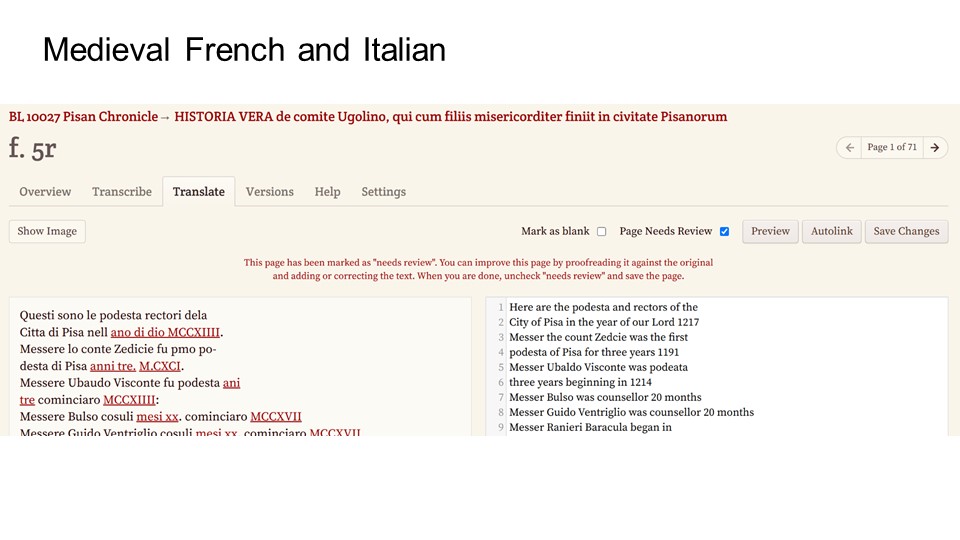 Medieval French and Italian
BL 10027 Pisan Chronicle → HISTORIA VERA de comite Ugolino, qui cum filiis misericorditer finiit in civitate Pisanorum
f. 5r
← Page 1 of 71 →
Overview Transcribe Translate Versions Help Settings
Show Image Mark as blank Page Needs Review Preview Autolink Save Changes
This page has been marked as "needs review". You can improve this page by proofreading it against the original
and adding or correcting the text. When you are done, uncheck "needs review" and save the page.
Questi sono le podesta rectori dela
Citta di Pisa nell ano di dio MCCXIIII.
Messere lo conte Zedicie fu pmo po-
desta di Pisa anni tre. M.CXCI.
Messere Ubaudo Visconte fu podesta ani
tre cominciaro MCCXIIII:
Messere Bulso cosuli mesi xx. cominciaro MCCXVII
Messere Guido Ventriglio cosuli mesi xx. cominciaro MCCXVII
1 Here are the podesta and rectors of the
2 City of Pisa in the year of our Lord 1217
3 Messer the count Zedcie was the first
4 podesta of Pisa for three years 1191
5 Messer Ubaldo Visconte was podeata
6 three years beginning in 1214
7 Messer Bulso was counsellor 20 months
8 Messer Guido Ventriglio was counsellor 20 months
9 Messer Ranieri Baracula began in